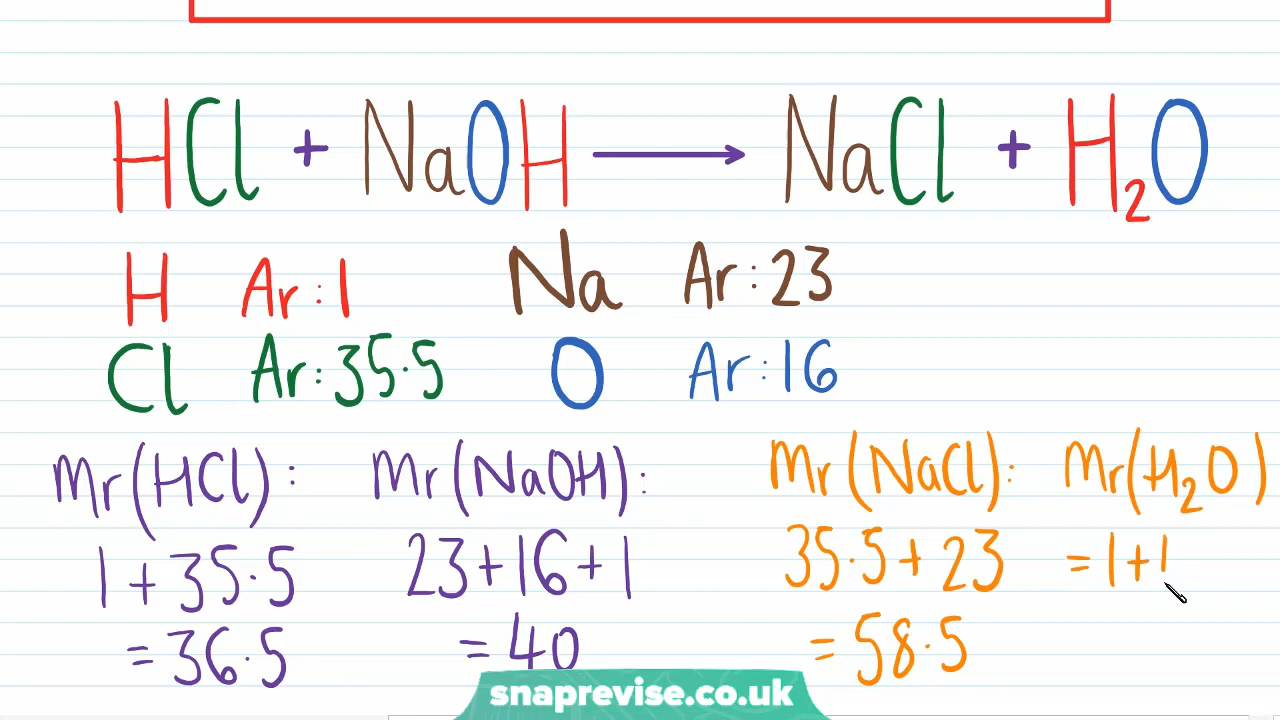 HCl + NaOH → NaCl + H₂O
H Ar:1 Na Ar:23
Cl Ar:35·5 O Ar:16
Mr(HCl): Mr(NaOH): Mr(NaCl): Mr(H₂O)
1+35·5 23+16+1 35·5+23 =1+1
=36·5 =40 =58·5
snaprevise.co.uk